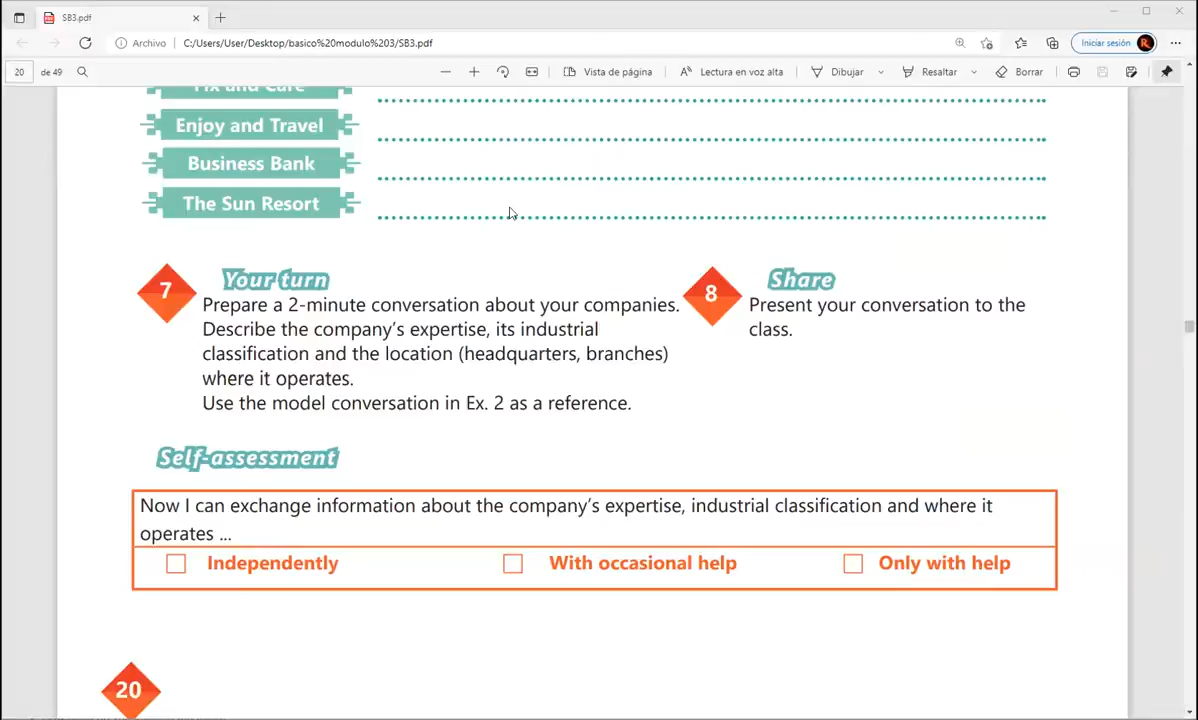 SB3.pdf
Archivo C:/Users/User/Desktop/basico%20modulo%203/SB3.pdf
Iniciar sesión R
20 de 49
Vista de página
Lectura en voz alta
Dibujar
Resaltar
Borrar
Fix and Care
Enjoy and Travel
Business Bank
The Sun Resort
7
Your turn
Prepare a 2-minute conversation about your companies.
Describe the company's expertise, its industrial
classification and the location (headquarters, branches)
where it operates.
Use the model conversation in Ex. 2 as a reference.
8
Share
Present your conversation to the
class.
Self-assessment
Now I can exchange information about the company's expertise, industrial classification and where it
operates ...
Independently
With occasional help
Only with help
20